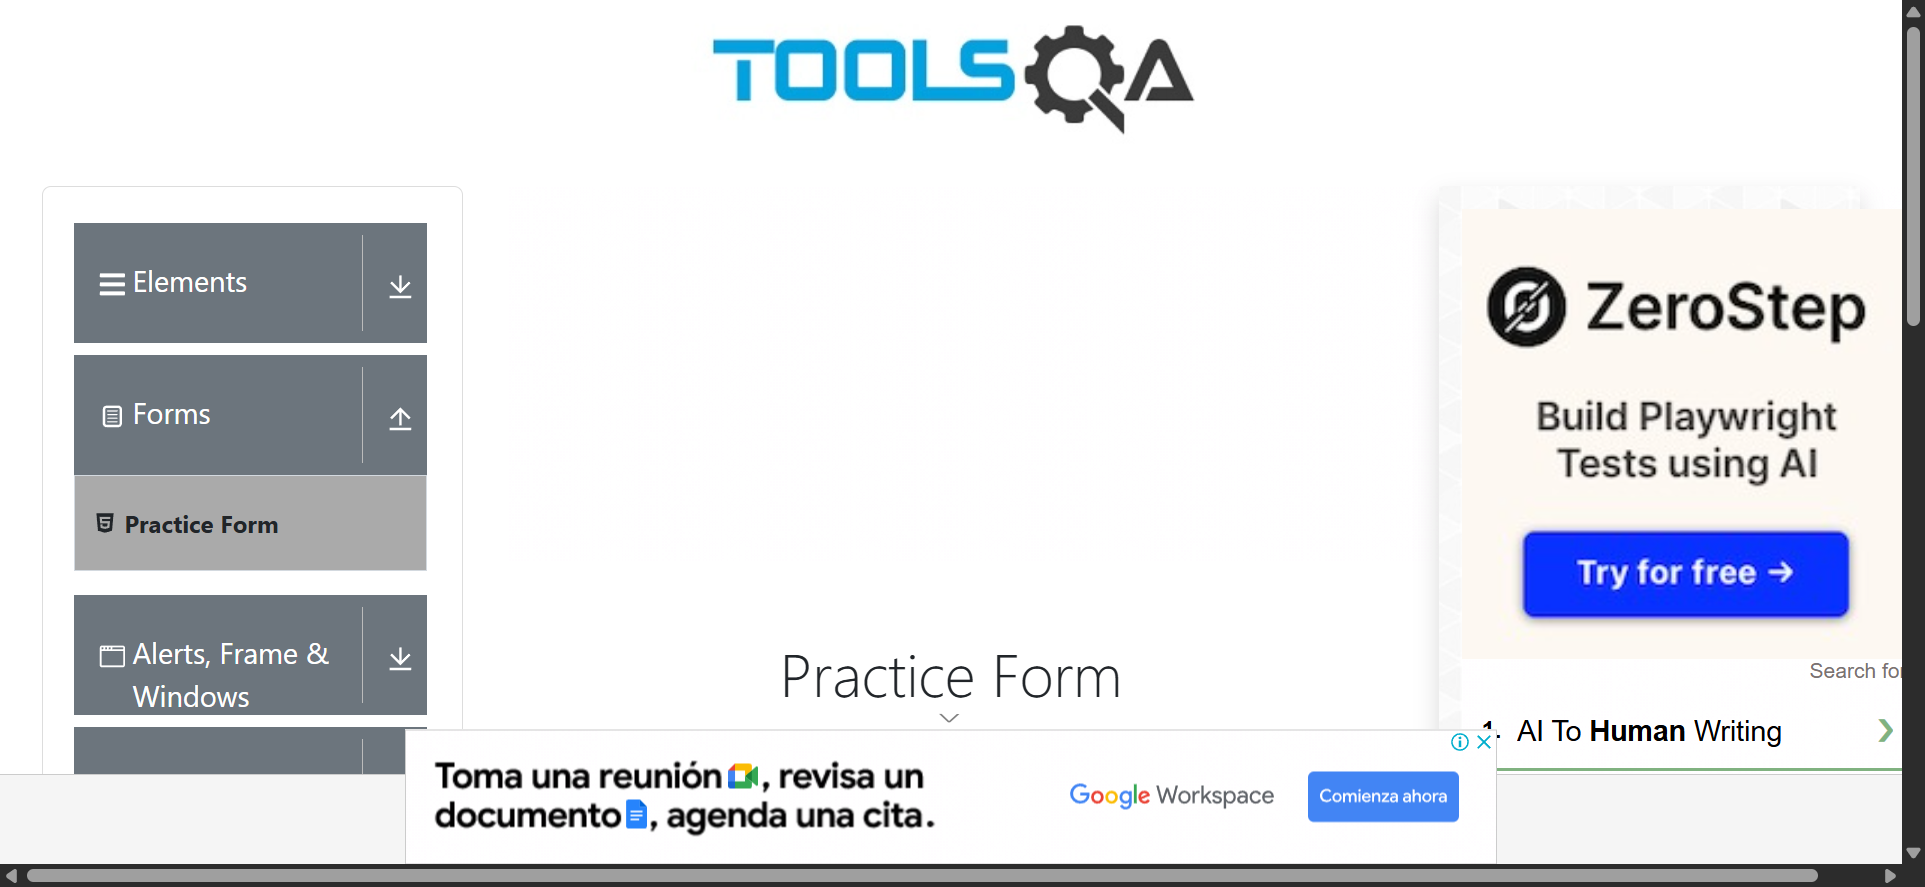 TOOLSQA
Elements
Forms
Practice Form
Alerts, Frame &
Windows
Practice Form
ZeroStep
Build Playwright
Tests using AI
Try for free →
Search for
1. AI To Human Writing
Toma una reunión, revisa un
documento, agenda una cita.
Google Workspace
Comienza ahora